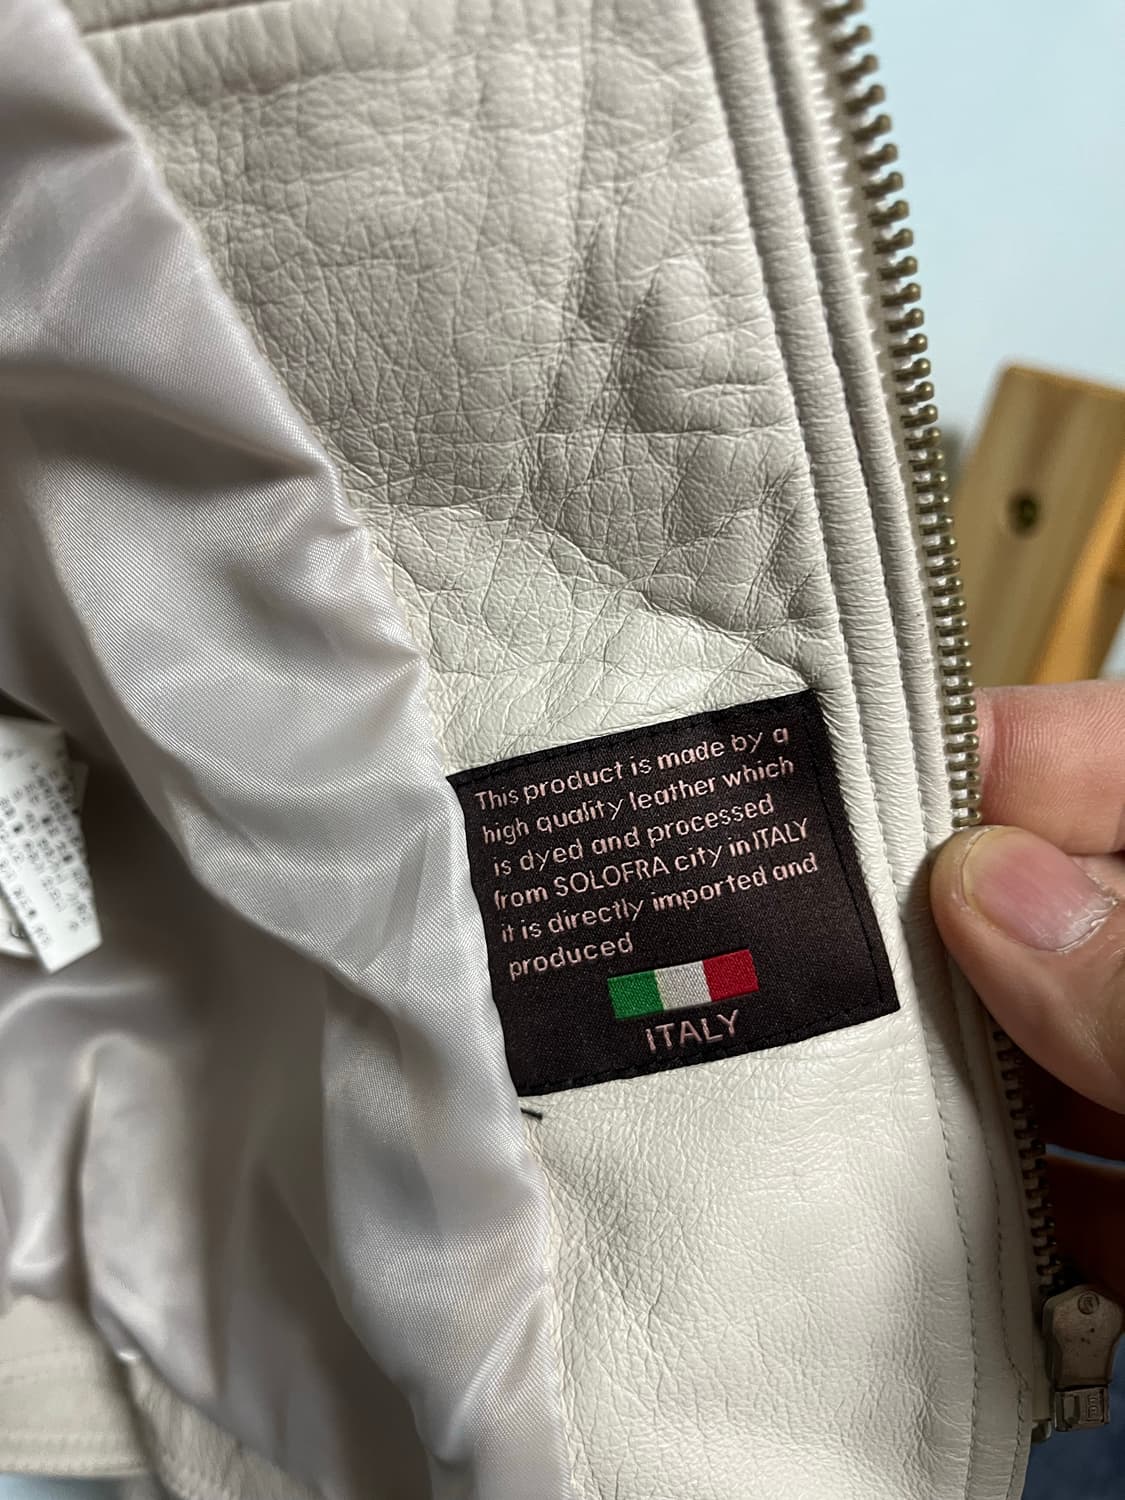 This product is made by a
high quality leather which
is dyed and processed
from SOLOFRA city in ITALY
it is directly imported and
produced
ITALY